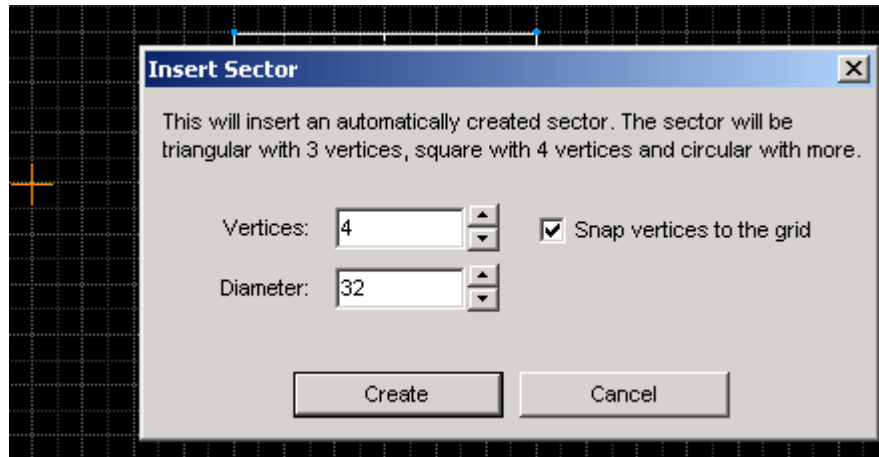 Insert Sector
This will insert an automatically created sector. The sector will be
triangular with 3 vertices, square with 4 vertices and circular with more.
Vertices: 4 Snap vertices to the grid
Diameter: 32
Create Cancel